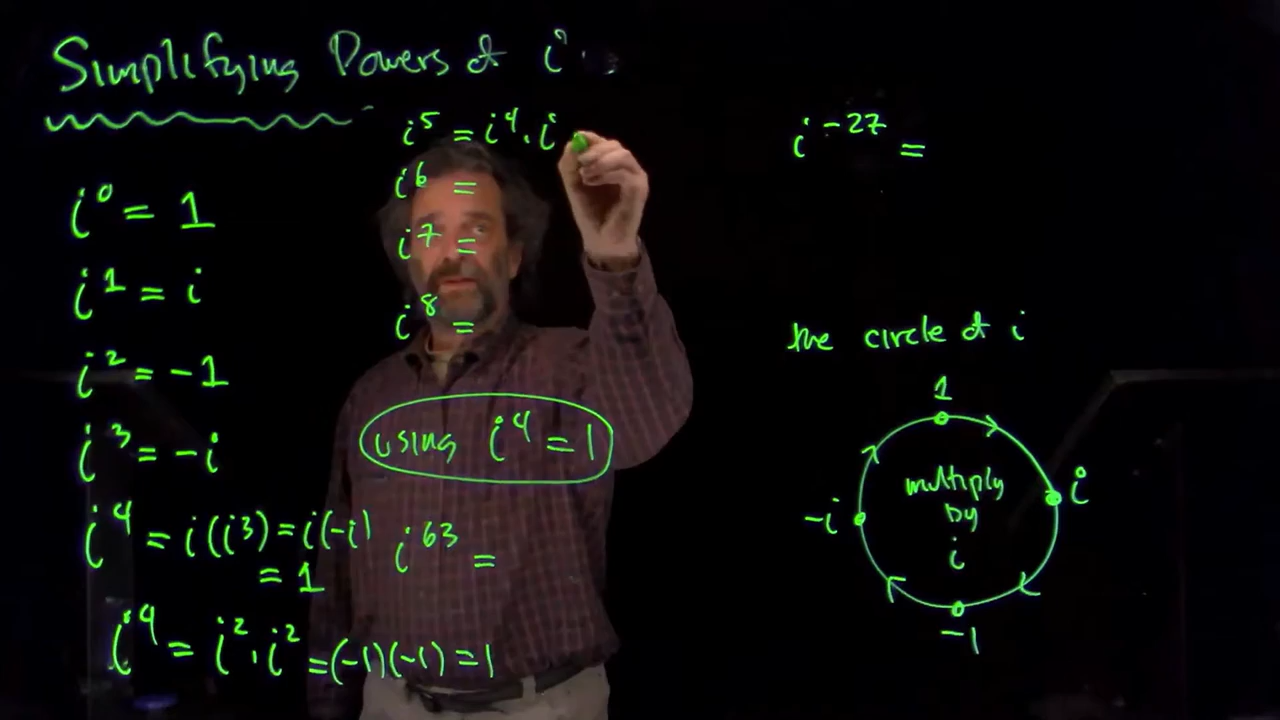 Simplifying Powers of i
i⁰ = 1
i¹ = i
i² = -1
i³ = -i
i⁴ = i(i³) = i(-i)
= 1
i⁴ = i² · i² = (-1)(-1) = 1
i⁵ = i⁴ · i
i⁶ =
i⁷ =
i⁸ =
using i⁴ = 1
i⁶³ =
i⁻²⁷ =
the circle of i
1
i
-1
-i
multiply
by
i